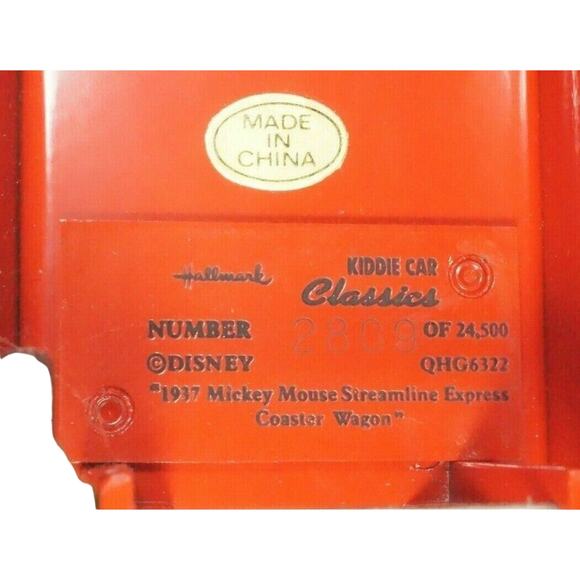 MADE
IN
CHINA
Hallmark
KIDDIE CAR
Classics
NUMBER 2809 OF 24,500
©DISNEY QHG6322
"1937 Mickey Mouse Streamline Express
Coaster Wagon"